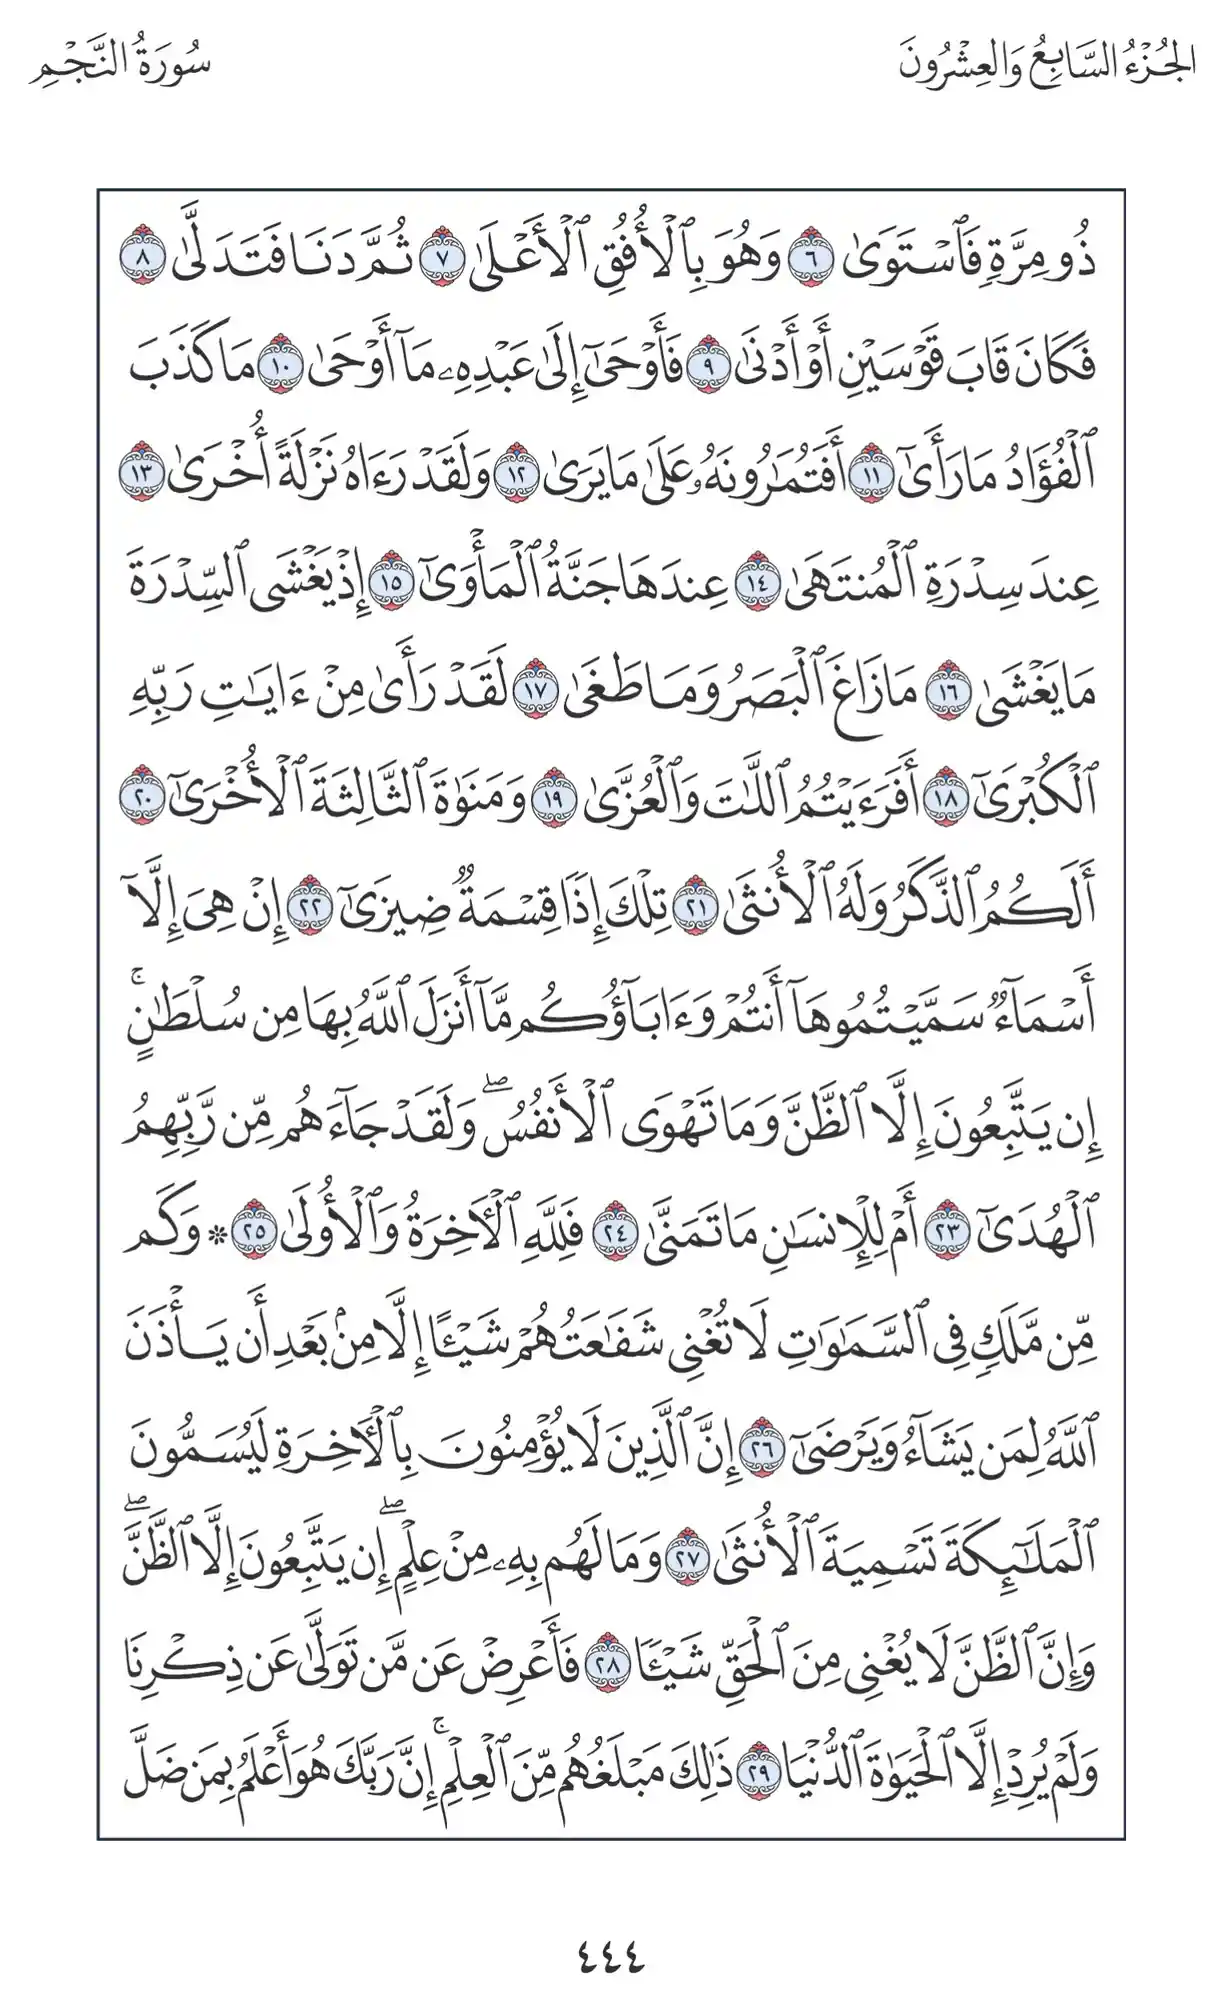 الجُزْءُ السَّابِعُ وَالعِشْرُونَ
سُورَةُ النَّجْمِ
ذُو مِرَّةٖ فَٱسۡتَوَىٰ ٦ وَهُوَ بِٱلۡأُفُقِ ٱلۡأَعۡلَىٰ ٧ ثُمَّ دَنَا فَتَدَلَّىٰ ٨
فَكَانَ قَابَ قَوۡسَيۡنِ أَوۡ أَدۡنَىٰ ٩ فَأَوۡحَىٰٓ إِلَىٰ عَبۡدِهِۦ مَآ أَوۡحَىٰ ١٠ مَا كَذَبَ
ٱلۡفُؤَادُ مَا رَأَىٰٓ ١١ أَفَتُمَٰرُونَهُۥ عَلَىٰ مَا يَرَىٰ ١٢ وَلَقَدۡ رَءَاهُ نَزۡلَةً أُخۡرَىٰ ١٣
عِندَ سِدۡرَةِ ٱلۡمُنتَهَىٰ ١٤ عِندَهَا جَنَّةُ ٱلۡمَأۡوَىٰٓ ١٥ إِذۡ يَغۡشَى ٱلسِّدۡرَةَ
مَا يَغۡشَىٰ ١٦ مَا زَاغَ ٱلۡبَصَرُ وَمَا طَغَىٰ ١٧ لَقَدۡ رَأَىٰ مِنۡ ءَايَٰتِ رَبِّهِ
ٱلۡكُبۡرَىٰٓ ١٨ أَفَرَءَيۡتُمُ ٱللَّٰتَ وَٱلۡعُزَّىٰ ١٩ وَمَنَوٰةَ ٱلثَّالِثَةَ ٱلۡأُخۡرَىٰٓ ٢٠
أَلَكُمُ ٱلذَّكَرُ وَلَهُ ٱلۡأُنثَىٰ ٢١ تِلۡكَ إِذٗا قِسۡمَةٞ ضِيزَىٰٓ ٢٢ إِنۡ هِيَ إِلَّآ
أَسۡمَآءٞ سَمَّيۡتُمُوهَآ أَنتُمۡ وَءَابَآؤُكُم مَّآ أَنزَلَ ٱللَّهُ بِهَا مِن سُلۡطَٰنٍۚ
إِن يَتَّبِعُونَ إِلَّا ٱلظَّنَّ وَمَا تَهۡوَى ٱلۡأَنفُسُۖ وَلَقَدۡ جَآءَهُم مِّن رَّبِّهِمُ
ٱلۡهُدَىٰٓ ٢٣ أَمۡ لِلۡإِنسَٰنِ مَا تَمَنَّىٰ ٢٤ فَلِلَّهِ ٱلۡأٓخِرَةُ وَٱلۡأُولَىٰ ٢٥ * وَكَم
مِّن مَّلَكٖ فِي ٱلسَّمَٰوَٰتِ لَا تُغۡنِي شَفَٰعَتُهُمۡ شَيۡـًٔا إِلَّا مِنۢ بَعۡدِ أَن يَأۡذَنَ
ٱللَّهُ لِمَن يَشَآءُ وَيَرۡضَىٰٓ ٢٦ إِنَّ ٱلَّذِينَ لَا يُؤۡمِنُونَ بِٱلۡأٓخِرَةِ لَيُسَمُّونَ
ٱلۡمَلَٰٓئِكَةَ تَسۡمِيَةَ ٱلۡأُنثَىٰ ٢٧ وَمَا لَهُم بِهِۦ مِنۡ عِلۡمٍۖ إِن يَتَّبِعُونَ إِلَّا ٱلظَّنَّۖ
وَإِنَّ ٱلظَّنَّ لَا يُغۡنِي مِنَ ٱلۡحَقِّ شَيۡـٔٗا ٢٨ فَأَعۡرِضۡ عَن مَّن تَوَلَّىٰ عَن ذِكۡرِنَا
وَلَمۡ يُرِدۡ إِلَّا ٱلۡحَيَوٰةَ ٱلدُّنۡيَا ٢٩ ذَٰلِكَ مَبۡلَغُهُم مِّنَ ٱلۡعِلۡمِۚ إِنَّ رَبَّكَ هُوَ أَعۡلَمُ بِمَن ضَلَّ
٤٤٤